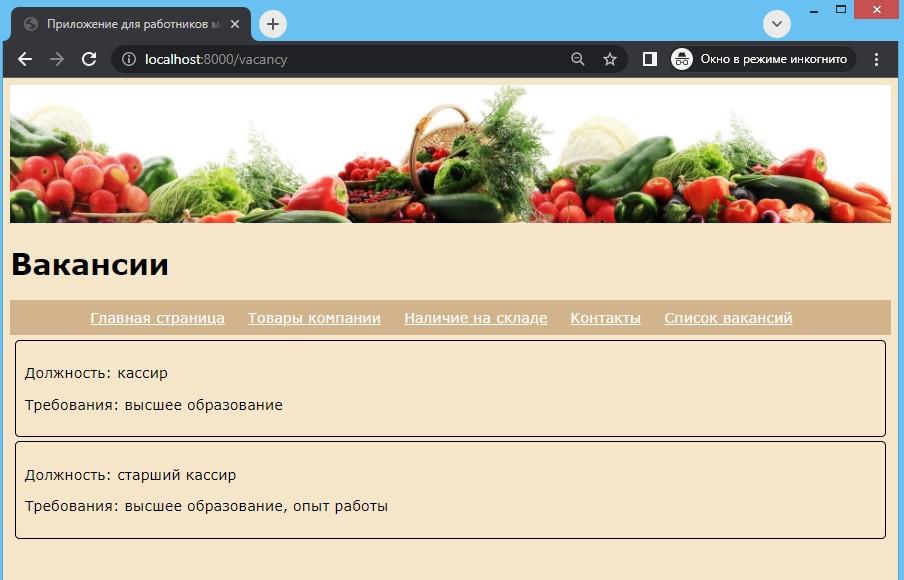 Приложение для работников м
localhost:8000/vacancy
Окно в режиме инкогнито
Вакансии
Главная страница Товары компании Наличие на складе Контакты Список вакансий
Должность: кассир
Требования: высшее образование
Должность: старший кассир
Требования: высшее образование, опыт работы